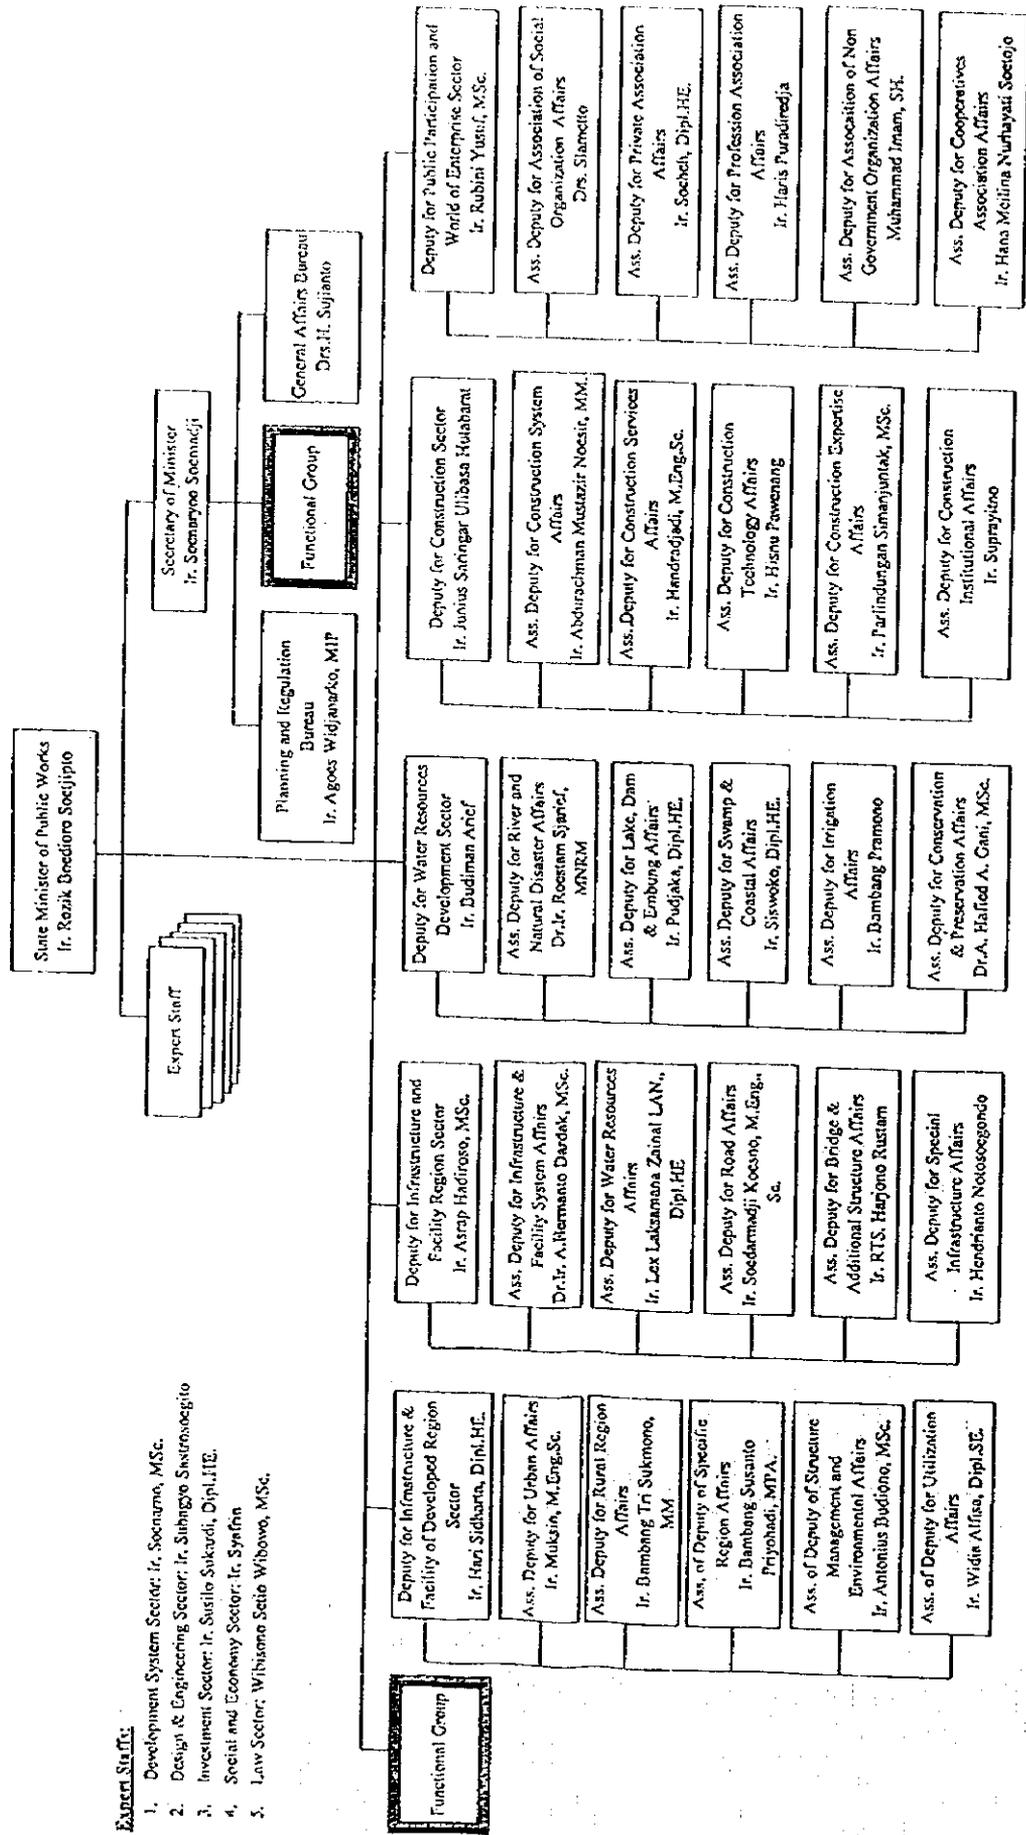 State Minister of Public Works
Ir. Rozik Boedioro Soetjipto
Expert Staff
Secretary of Minister
Ir. Soenaryno Soemadji
Planning and Regulation
Bureau
Ir. Agoes Widjanarko, MIP
Functional Group
General Affairs Bureau
Drs.H. Sujianto
Expert Staffs:
1. Development System Sector: Ir. Soenarno, MSc.
2. Design & Engineering Sector: Ir. Subagyo Sastrosoegito
3. Investment Sector: Ir. Susilo Sukardi, Dipl.HE.
4. Social and Economy Sector: Ir. Syafrin
5. Law Sector: Wibisono Setio Wibowo, MSc.
Functional Group
Deputy for Infrastructure &
Facility of Developed Region
Sector
Ir. Hari Sidharta, Dipl.HE.
Ass. Deputy for Urban Affairs
Ir. Muksin, M.Eng.Sc.
Ass. Deputy for Rural Region
Affairs
Ir. Bambang Tri Sukmono,
MM
Ass. of Deputy of Specific
Region Affairs
Ir. Bambang Susanto
Priyohadi, MPA.
Ass. of Deputy of Structure
Management and
Environmental Affairs
Ir. Antonius Budiono, MSc.
Ass. of Deputy for Utilization
Affairs
Ir. Widia Alfisa, Dipl.SE.
Deputy for Infrastructure and
Facility Region Sector
Ir. Asrap Hadiroso, MSc.
Ass. Deputy for Infrastructure &
Facility System Affairs
Dr.Ir. A.Hermanto Dardak, MSc.
Ass. Deputy for Water Resources
Affairs
Ir. Lex Laksamana Zainal LAN.,
Dipl.HE
Ass. Deputy for Road Affairs
Ir. Soedarmadji Koesno, M.Eng.,
Sc.
Ass. Deputy for Bridge &
Additional Structure Affairs
Ir. RTS. Harjono Rustam
Ass. Deputy for Special
Infrastructure Affairs
Ir. Hendrianto Notosoegondo
Deputy for Water Resources
Development Sector
Ir. Budiman Arief
Ass. Deputy for River and
Natural Disaster Affairs
Dr.Ir. Roestam Sjarief,
MNRM
Ass. Deputy for Lake, Dam
& Embung Affairs
Ir. Pudjaka, Dipl.HE.
Ass. Deputy for Swamp &
Coastal Affairs
Ir. Siswoko, Dipl.HE.
Ass. Deputy for Irrigation
Affairs
Ir. Bambang Pramono
Ass. Deputy for Conservation
& Preservation Affairs
Dr.A. Hafied A. Gani, MSc.
Deputy for Construction Sector
Ir. Junius Saringar Ulibasa Hutabarat
Ass. Deputy for Construction System
Affairs
Ir. Abdurachman Mustazir Noesir, MM.
Ass. Deputy for Construction Services
Affairs
Ir. Handradjadi, M.Eng.Sc.
Ass. Deputy for Construction
Technology Affairs
Ir. Hisnu Pawenang
Ass. Deputy for Construction Expertise
Affairs
Ir. Parlindungan Simanjuntak, MSc.
Ass. Deputy for Construction
Institutional Affairs
Ir. Suprayitno
Deputy for Public Participation and
World of Enterprise Sector
Ir. Rubini Yusuf, MSc.
Ass. Deputy for Association of Social
Organization Affairs
Drs. Slametto
Ass. Deputy for Private Association
Affairs
Ir. Socheh, Dipl.HE.
Ass. Deputy for Profession Association
Affairs
Ir. Haris Puradiredja
Ass. Deputy for Assocaition of Non
Government Organization Affairs
Muhammad Imam, SH.
Ass. Deputy for Cooperatives
Association Affairs
Ir. Hana Meilina Nurhayati Soetojo